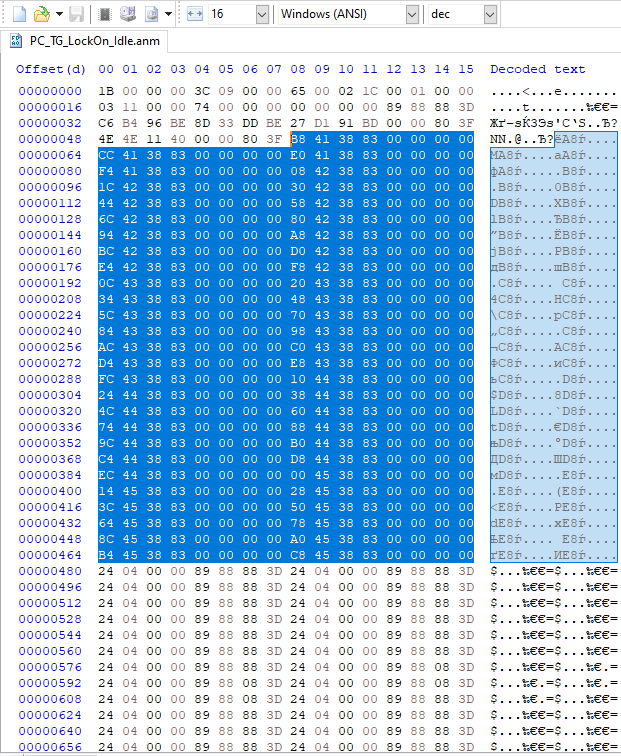 16 Windows (ANSI) dec
PC_TG_LockOn_Idle.anm
Offset(d) 00 01 02 03 04 05 06 07 08 09 10 11 12 13 14 15 Decoded text
00000000 1B 00 00 00 3C 09 00 00 65 00 02 1C 00 01 00 00 ....<...e.......
00000016 03 11 00 00 74 00 00 00 00 00 00 00 89 88 88 3D ....t.......‰€€=
00000032 C6 B4 96 BE 8D 33 DD BE 27 D1 91 BD 00 00 80 3F Жґ–ѕЌ3Эѕ'С‘Ѕ..Ђ?
00000048 4E 4E 11 40 00 00 80 3F B8 41 38 83 00 00 00 00 NN.@..Ђ?ёA8ѓ....
00000064 CC 41 38 83 00 00 00 00 E0 41 38 83 00 00 00 00 МA8ѓ....аA8ѓ....
00000080 F4 41 38 83 00 00 00 00 08 42 38 83 00 00 00 00 фA8ѓ.....B8ѓ....
00000096 1C 42 38 83 00 00 00 00 30 42 38 83 00 00 00 00 .B8ѓ....0B8ѓ....
00000112 44 42 38 83 00 00 00 00 58 42 38 83 00 00 00 00 DB8ѓ....XB8ѓ....
00000128 6C 42 38 83 00 00 00 00 80 42 38 83 00 00 00 00 lB8ѓ....ЂB8ѓ....
00000144 94 42 38 83 00 00 00 00 A8 42 38 83 00 00 00 00 ”B8ѓ....ЁB8ѓ....
00000160 BC 42 38 83 00 00 00 00 D0 42 38 83 00 00 00 00 јB8ѓ....РB8ѓ....
00000176 E4 42 38 83 00 00 00 00 F8 42 38 83 00 00 00 00 дB8ѓ....шB8ѓ....
00000192 0C 43 38 83 00 00 00 00 20 43 38 83 00 00 00 00 .C8ѓ.... C8ѓ....
00000208 34 43 38 83 00 00 00 00 48 43 38 83 00 00 00 00 4C8ѓ....HC8ѓ....
00000224 5C 43 38 83 00 00 00 00 70 43 38 83 00 00 00 00 \C8ѓ....pC8ѓ....
00000240 84 43 38 83 00 00 00 00 98 43 38 83 00 00 00 00 „C8ѓ.... C8ѓ....
00000256 AC 43 38 83 00 00 00 00 C0 43 38 83 00 00 00 00 ¬C8ѓ....АC8ѓ....
00000272 D4 43 38 83 00 00 00 00 E8 43 38 83 00 00 00 00 ФC8ѓ....иC8ѓ....
00000288 FC 43 38 83 00 00 00 00 10 44 38 83 00 00 00 00 ьC8ѓ.....D8ѓ....
00000304 24 44 38 83 00 00 00 00 38 44 38 83 00 00 00 00 $D8ѓ....8D8ѓ....
00000320 4C 44 38 83 00 00 00 00 60 44 38 83 00 00 00 00 LD8ѓ....`D8ѓ....
00000336 74 44 38 83 00 00 00 00 88 44 38 83 00 00 00 00 tD8ѓ....€D8ѓ....
00000352 9C 44 38 83 00 00 00 00 B0 44 38 83 00 00 00 00 њD8ѓ....°D8ѓ....
00000368 C4 44 38 83 00 00 00 00 D8 44 38 83 00 00 00 00 ДD8ѓ....ШD8ѓ....
00000384 EC 44 38 83 00 00 00 00 00 45 38 83 00 00 00 00 мD8ѓ.....E8ѓ....
00000400 14 45 38 83 00 00 00 00 28 45 38 83 00 00 00 00 .E8ѓ....(E8ѓ....
00000416 3C 45 38 83 00 00 00 00 50 45 38 83 00 00 00 00 <E8ѓ....PE8ѓ....
00000432 64 45 38 83 00 00 00 00 78 45 38 83 00 00 00 00 dE8ѓ....xE8ѓ....
00000448 8C 45 38 83 00 00 00 00 A0 45 38 83 00 00 00 00 ЊE8ѓ.... E8ѓ....
00000464 B4 45 38 83 00 00 00 00 C8 45 38 83 00 00 00 00 ґE8ѓ....ИE8ѓ....
00000480 24 04 00 00 89 88 88 3D 24 04 00 00 89 88 88 3D $...‰€€=$...‰€€=
00000496 24 04 00 00 89 88 88 3D 24 04 00 00 89 88 88 3D $...‰€€=$...‰€€=
00000512 24 04 00 00 89 88 88 3D 24 04 00 00 89 88 88 3D $...‰€€=$...‰€€=
00000528 24 04 00 00 89 88 88 3D 24 04 00 00 89 88 88 3D $...‰€€=$...‰€€=
00000544 24 04 00 00 89 88 88 3D 24 04 00 00 89 88 88 3D $...‰€€=$...‰€€=
00000560 24 04 00 00 89 88 88 3D 24 04 00 00 89 88 88 3D $...‰€€=$...‰€€=
00000576 24 04 00 00 89 88 88 3D 24 04 00 00 89 88 08 3D $...‰€€=$...‰€.=
00000592 24 04 00 00 89 88 08 3D 24 04 00 00 89 88 08 3D $...‰€.=$...‰€.=
00000608 24 04 00 00 89 88 08 3D 24 04 00 00 89 88 88 3D $...‰€.=$...‰€€=
00000624 24 04 00 00 89 88 88 3D 24 04 00 00 89 88 88 3D $...‰€€=$...‰€€=
00000640 24 04 00 00 89 88 88 3D 24 04 00 00 89 88 88 3D $...‰€€=$...‰€€=
00000656 24 04 00 00 89 88 88 3D 24 04 00 00 89 88 88 3D $...‰€€=$...‰€€=